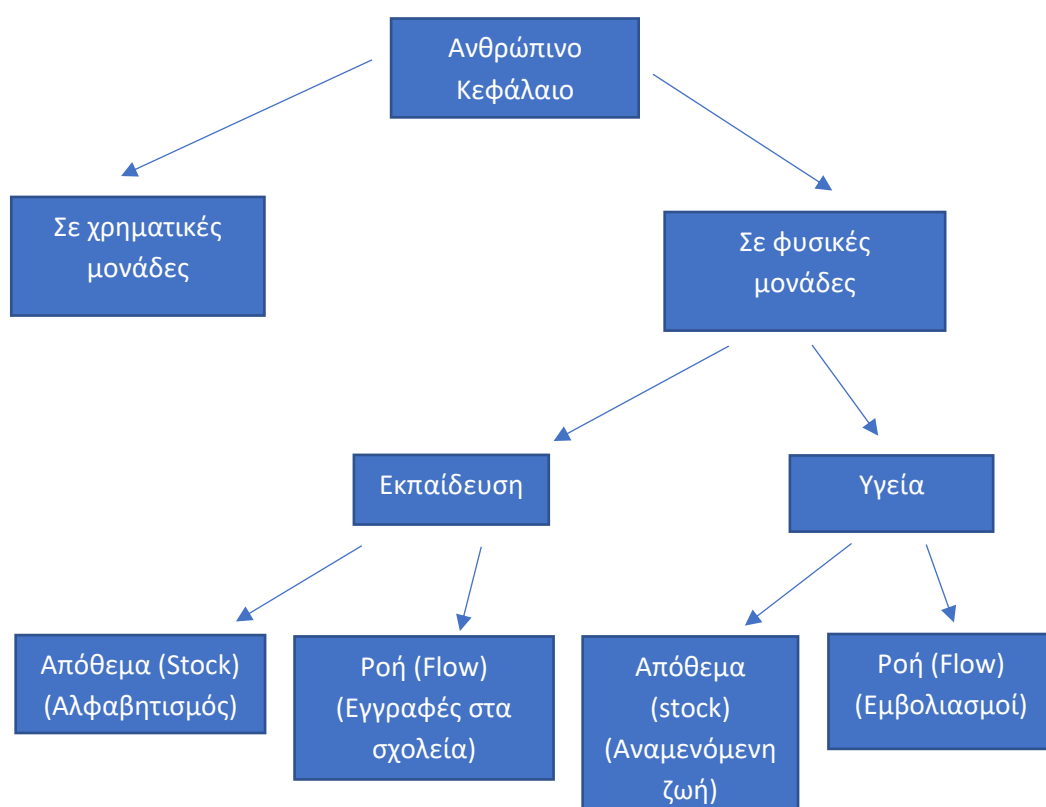 Ανθρώπινο
Κεφάλαιο
Σε χρηματικές
μονάδες
Σε φυσικές
μονάδες
Εκπαίδευση
Υγεία
Απόθεμα (Stock)
(Αλφαβητισμός)
Ροή (Flow)
(Εγγραφές στα
σχολεία)
Απόθεμα
(stock)
(Αναμενόμενη
ζωή)
Ροή (Flow)
(Εμβολιασμοί)